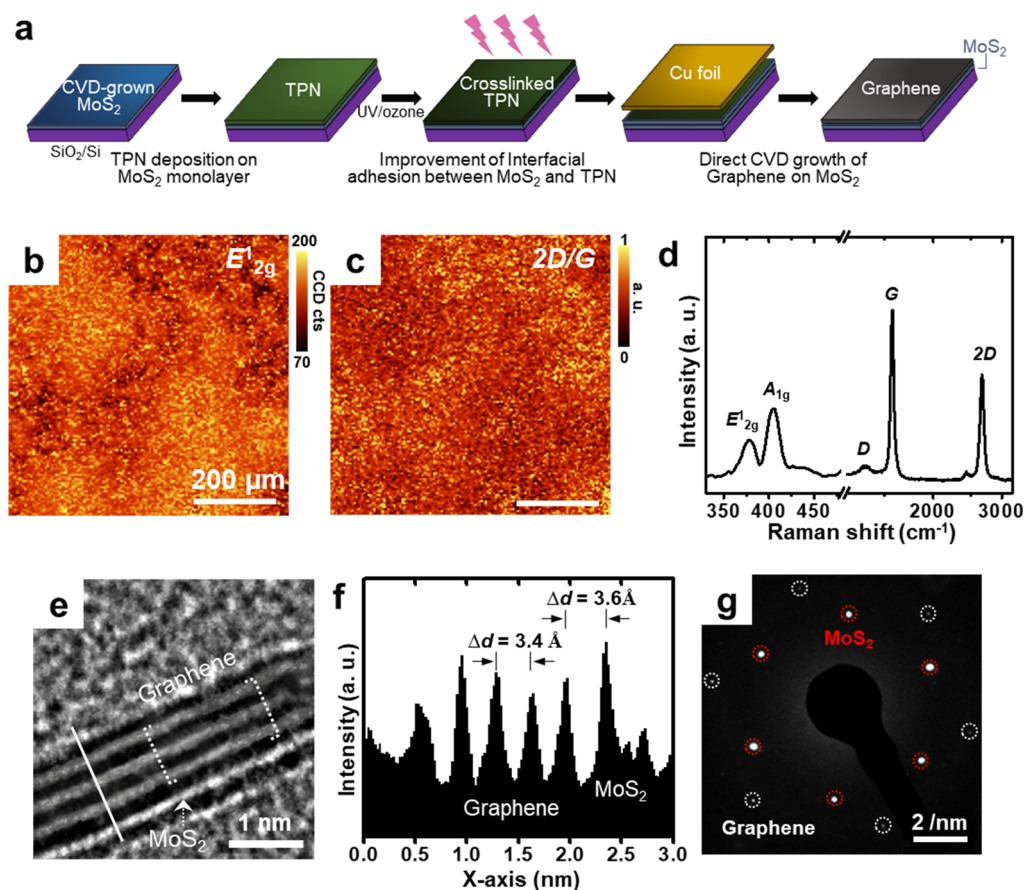 a
CVD-grown
MoS₂
SiO₂/Si
TPN deposition on
MoS₂ monolayer
TPN
UV/ozone
Crosslinked
TPN
Improvement of Interfacial
adhesion between MoS₂ and TPN
Cu foil
Direct CVD growth of
Graphene on MoS₂
Graphene
MoS₂
b
E¹₂g
200
CCD cts
70
200 µm
c
2D/G
1
a. u.
0
d
Intensity (a. u.)
E¹₂g
A₁g
D
G
2D
350 400 450 2000 3000
Raman shift (cm⁻¹)
e
Graphene
MoS₂
1 nm
f
Intensity (a. u.)
Δd = 3.6Å
Δd = 3.4 Å
Graphene
MoS₂
0.0 0.5 1.0 1.5 2.0 2.5 3.0
X-axis (nm)
g
MoS₂
Graphene
2 /nm